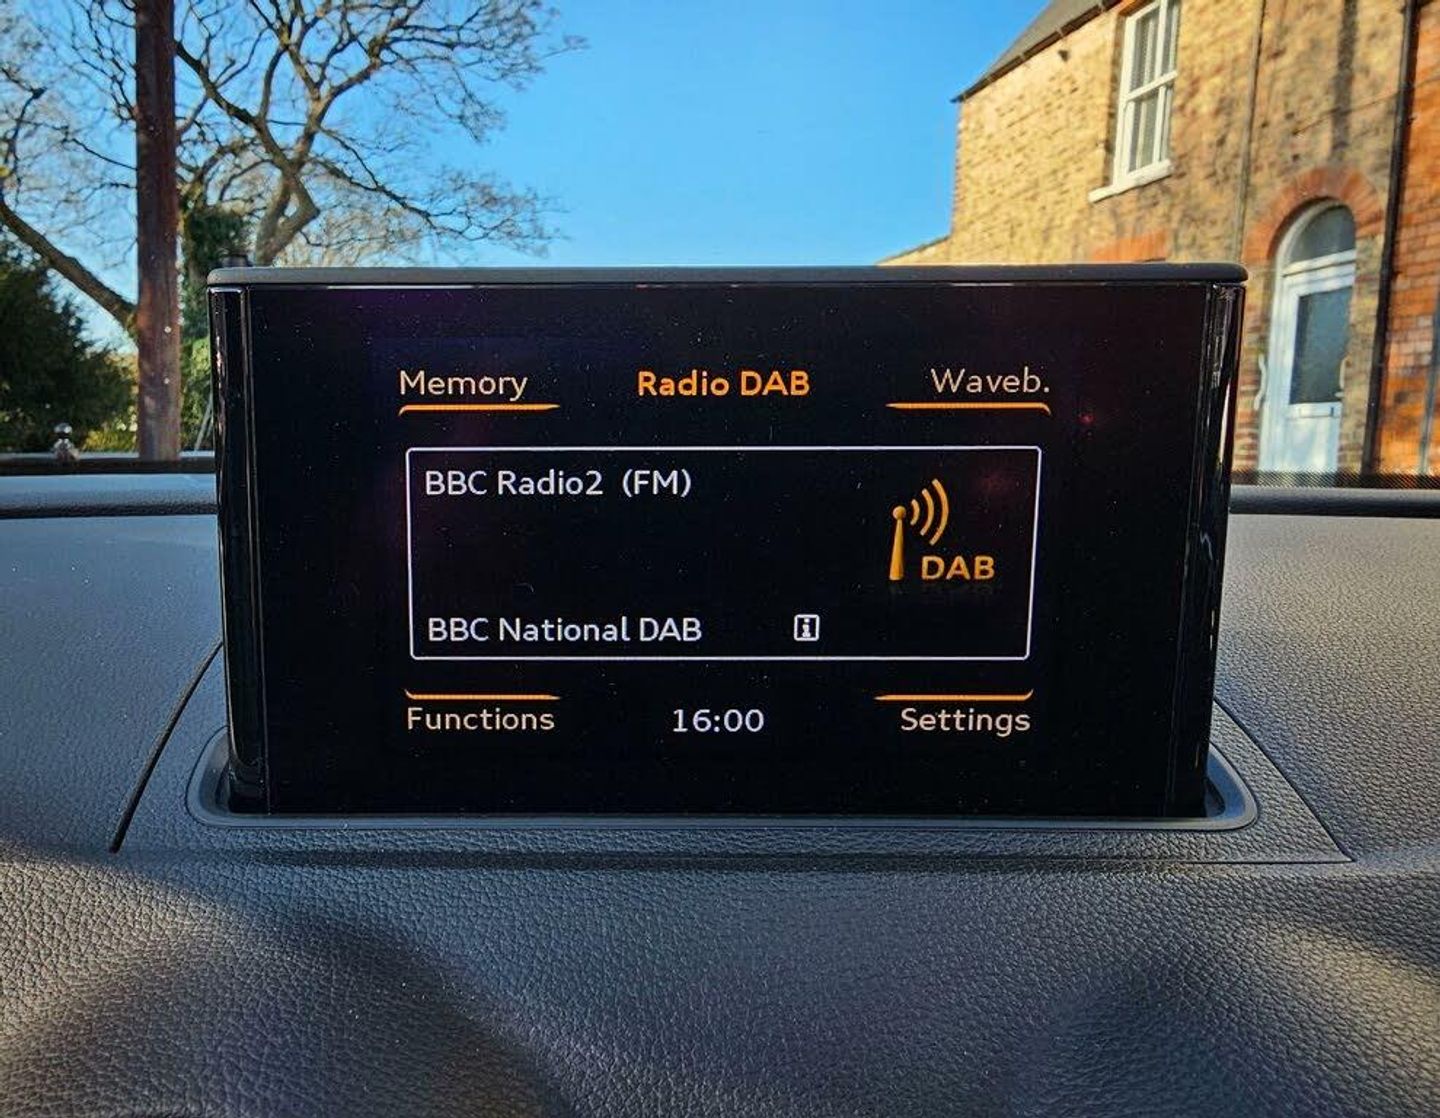 Memory Radio DAB Waveb.
BBC Radio2 (FM)
DAB
BBC National DAB i
Functions 16:00 Settings